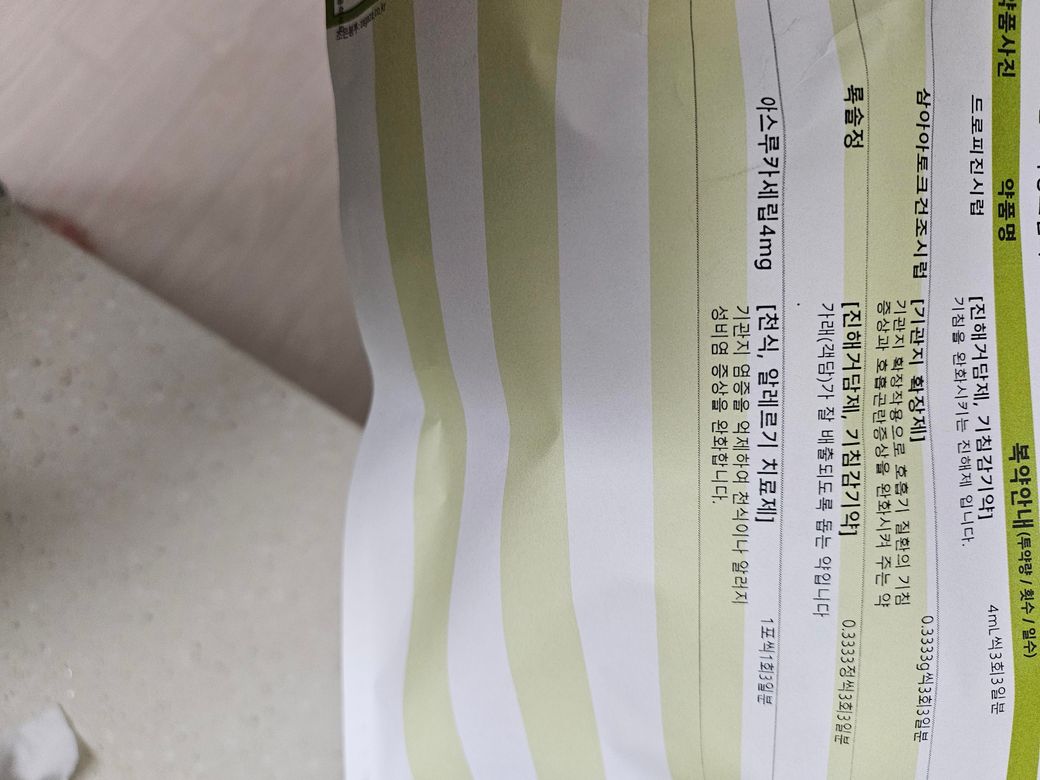 약품사진 약품명 복약안내(투약량 / 횟수 / 일수)
드로피진시럽 [진해거담제, 기침감기약] 4mL씩3회3일분
기침을 완화시키는 진해제 입니다.
삼아아토크건조시럽 [기관지 확장제] 0.3333g씩3회3일분
기관지 확장작용으로 호흡기 질환의 기침
증상과 호흡곤란증상을 완화시켜 주는 약
록솔정 [진해거담제, 기침감기약] 0.3333정씩3회3일분
가래(객담)가 잘 배출되도록 돕는 약입니다
.
아스루카세립4mg [천식, 알레르기 치료제] 1포씩1회3일분
기관지 염증을 억제하여 천식이나 알러지
성비염 증상을 완화합니다.